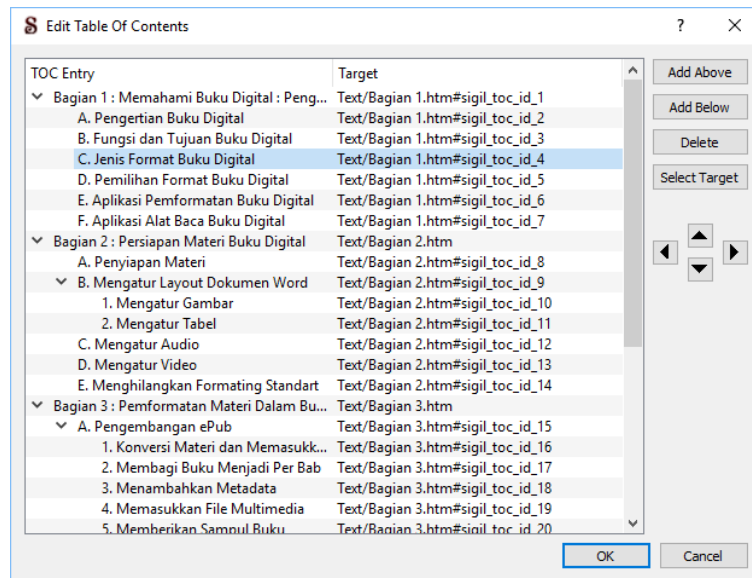 Edit Table Of Contents
TOC Entry Target
Bagian 1 : Memahami Buku Digital : Peng... Text/Bagian 1.htm#sigil_toc_id_1
A. Pengertian Buku Digital Text/Bagian 1.htm#sigil_toc_id_2
B. Fungsi dan Tujuan Buku Digital Text/Bagian 1.htm#sigil_toc_id_3
C. Jenis Format Buku Digital Text/Bagian 1.htm#sigil_toc_id_4
D. Pemilihan Format Buku Digital Text/Bagian 1.htm#sigil_toc_id_5
E. Aplikasi Pemformatan Buku Digital Text/Bagian 1.htm#sigil_toc_id_6
F. Aplikasi Alat Baca Buku Digital Text/Bagian 1.htm#sigil_toc_id_7
Bagian 2 : Persiapan Materi Buku Digital Text/Bagian 2.htm
A. Penyiapan Materi Text/Bagian 2.htm#sigil_toc_id_8
B. Mengatur Layout Dokumen Word Text/Bagian 2.htm#sigil_toc_id_9
1. Mengatur Gambar Text/Bagian 2.htm#sigil_toc_id_10
2. Mengatur Tabel Text/Bagian 2.htm#sigil_toc_id_11
C. Mengatur Audio Text/Bagian 2.htm#sigil_toc_id_12
D. Mengatur Video Text/Bagian 2.htm#sigil_toc_id_13
E. Menghilangkan Formating Standart Text/Bagian 2.htm#sigil_toc_id_14
Bagian 3 : Pemformatan Materi Dalam Bu... Text/Bagian 3.htm
A. Pengembangan ePub Text/Bagian 3.htm#sigil_toc_id_15
1. Konversi Materi dan Memasukk... Text/Bagian 3.htm#sigil_toc_id_16
2. Membagi Buku Menjadi Per Bab Text/Bagian 3.htm#sigil_toc_id_17
3. Menambahkan Metadata Text/Bagian 3.htm#sigil_toc_id_18
4. Memasukkan File Multimedia Text/Bagian 3.htm#sigil_toc_id_19
5. Memberikan Sampul Buku Text/Bagian 3.htm#sigil_toc_id_20
Add Above
Add Below
Delete
Select Target
OK Cancel